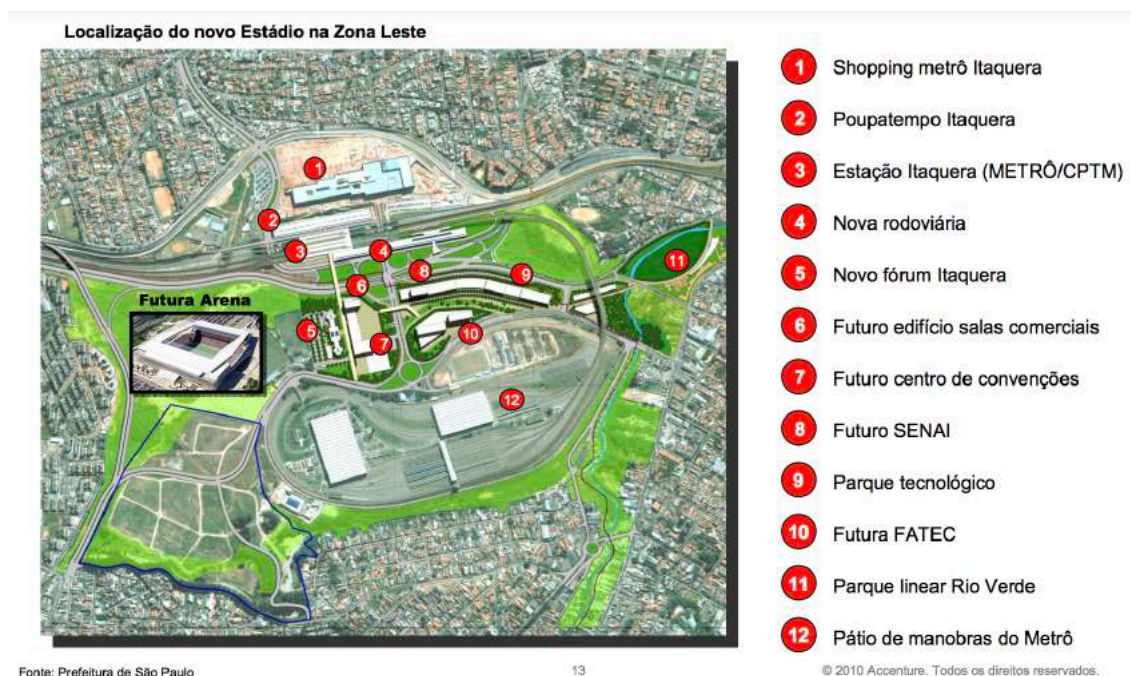 Localização do novo Estádio na Zona Leste
1
2
3
4
5
6
7
8
9
10
11
12
Futura Arena
1 Shopping metrô Itaquera
2 Poupatempo Itaquera
3 Estação Itaquera (METRÔ/CPTM)
4 Nova rodoviária
5 Novo fórum Itaquera
6 Futuro edifício salas comerciais
7 Futuro centro de convenções
8 Futuro SENAI
9 Parque tecnológico
10 Futura FATEC
11 Parque linear Rio Verde
12 Pátio de manobras do Metrô
Fonte: Prefeitura de São Paulo
13
© 2010 Accenture. Todos os direitos reservados.